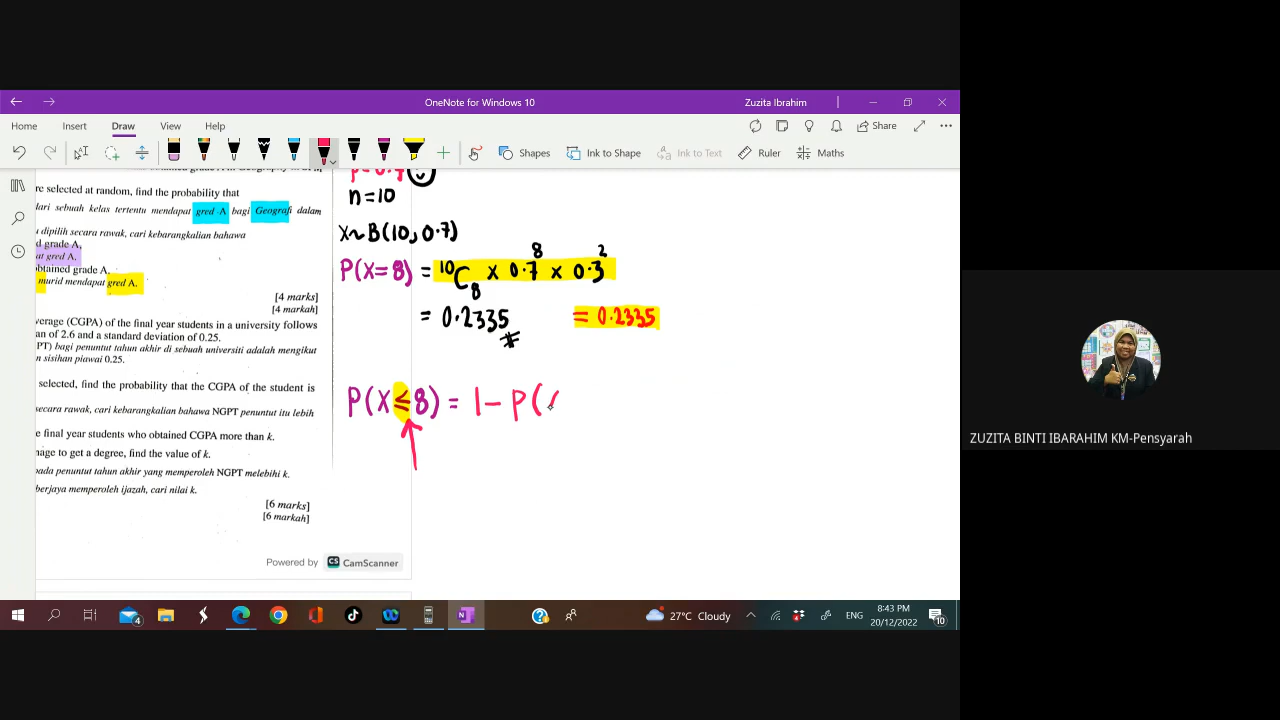 OneNote for Windows 10
Zuzita Ibrahim
Home Insert Draw View Help
Share
Shapes Ink to Shape Ink to Text Ruler Maths
re selected at random, find the probability that
dari sebuah kelas tertentu mendapat gred A bagi Geografi dalam
u dipilih secara rawak, cari kebarangkalian bahawa
d grade A,
at gred A.
obtained grade A.
murid mendapat gred A.
[4 marks]
[4 markah]
verage (CGPA) of the final year students in a university follows
an of 2.6 and a standard deviation of 0.25.
PT) bagi penuntut tahun akhir di sebuah universiti adalah mengikut
n sisihan piawai 0.25.
selected, find the probability that the CGPA of the student is
secara rawak, cari kebarangkalian bahawa NGPT penuntut itu lebih
e final year students who obtained CGPA more than k.
nage to get a degree, find the value of k.
pada penuntut tahun akhir yang memperoleh NGPT melebihi k.
berjaya memperoleh ijazah, cari nilai k.
[6 marks]
[6 markah]
Powered by CS CamScanner
n = 10
X ~ B(10, 0.7)
P(X = 8) = ¹⁰C₈ × 0.7⁸ × 0.3²
= 0.2335 = 0.2335
P(X ≤ 8) = 1 - P(
ZUZITA BINTI IBARAHIM KM-Pensyarah
4
27°C Cloudy
ENG
8:43 PM
20/12/2022
10